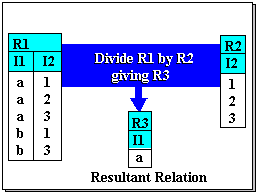 R1
I1 I2
a 1
a 2
a 3
b 1
b 3
Divide R1 by R2
giving R3
R2
I2
1
2
3
R3
I1
a
Resultant Relation